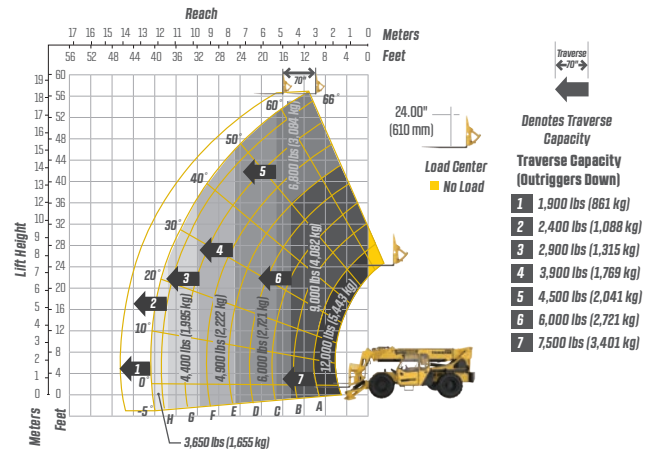 Reach
17 16 15 14 13 12 11 10 9 8 7 6 5 4 3 2 1 0 Meters
56 52 48 44 40 36 32 28 24 20 16 12 8 4 0 Feet
Lift Height
19
18
17
16
15
14
13
12
11
10
9
8
7
6
5
4
3
2
1
0
Meters
60
56
52
48
44
40
36
32
28
24
20
16
12
8
4
0
Feet
70"
66°
60°
50°
40°
30°
20°
10°
0°
-5°
6,800 lbs (3,084 kg)
9,000 lbs (4,082 kg)
12,000 lbs (5,443 kg)
6,000 lbs (2,721 kg)
4,900 lbs (2,222 kg)
4,400 lbs (1,995 kg)
3,650 lbs (1,655 kg)
5
4
3
6
2
1
7
H G F E D C B A
24.00"
(610 mm)
Load Center
No Load
Traverse
70"
Denotes Traverse
Capacity
Traverse Capacity
(Outriggers Down)
1 1,900 lbs (861 kg)
2 2,400 lbs (1,088 kg)
3 2,900 lbs (1,315 kg)
4 3,900 lbs (1,769 kg)
5 4,500 lbs (2,041 kg)
6 6,000 lbs (2,721 kg)
7 7,500 lbs (3,401 kg)